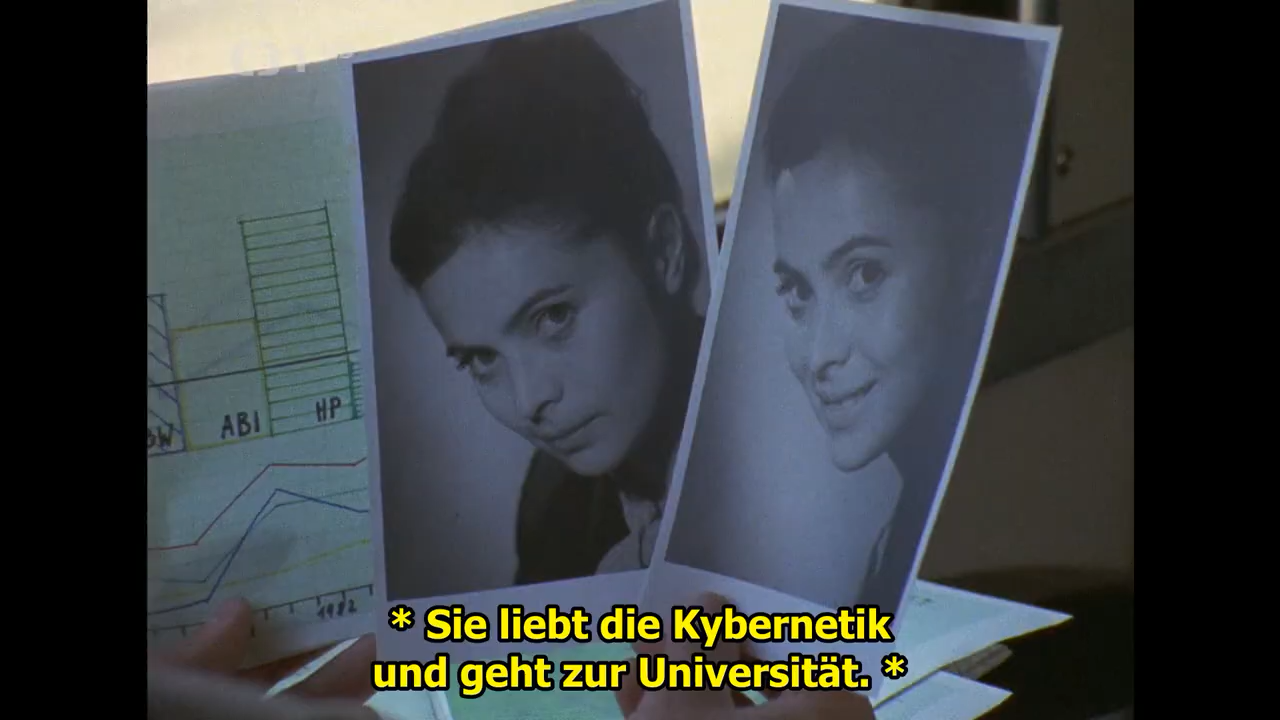 ABI
HP
1982
* Sie liebt die Kybernetik
und geht zur Universität. *